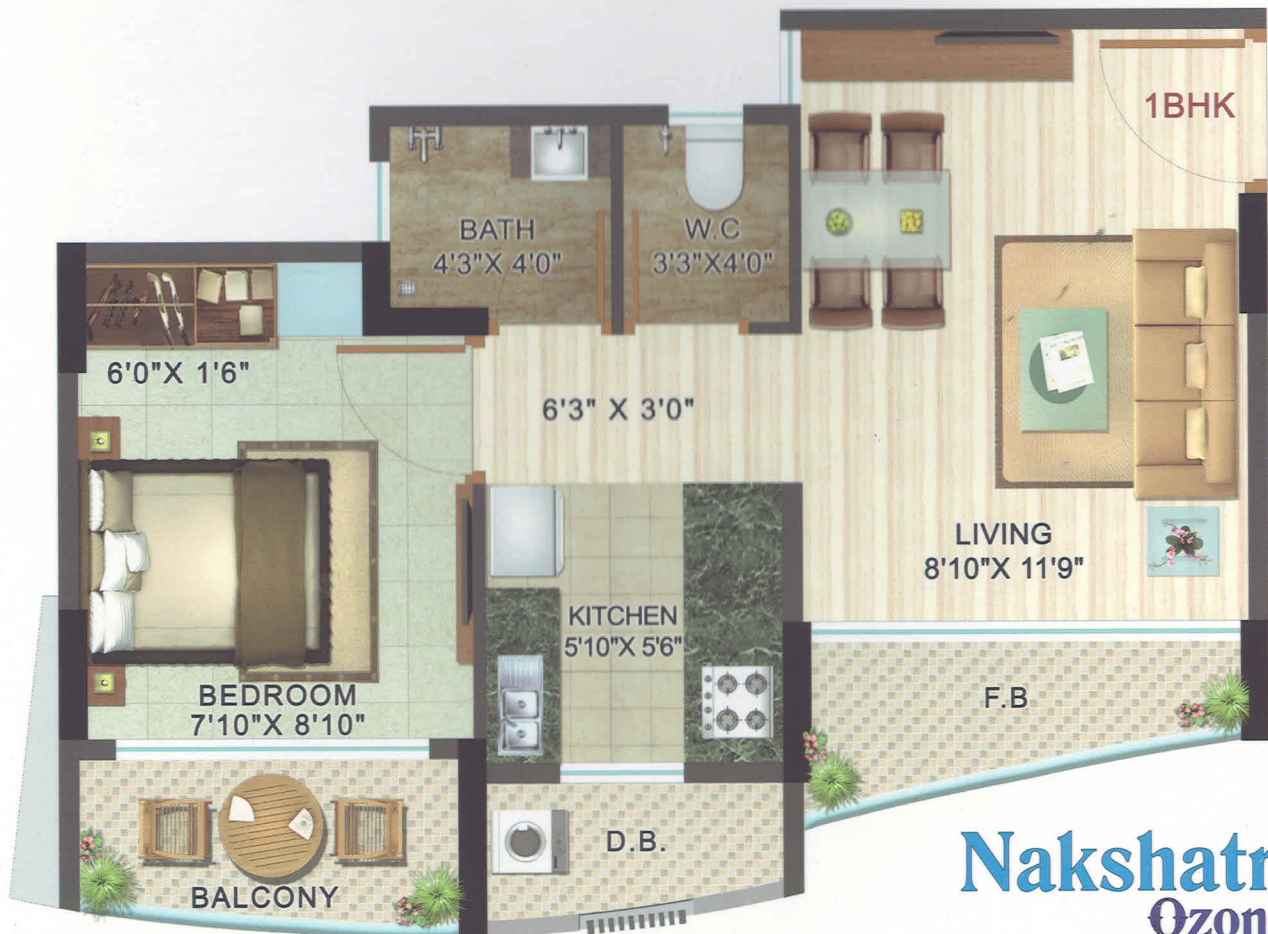 1BHK
BATH
4'3"X 4'0"
W.C
3'3"X4'0"
6'0"X 1'6"
6'3" X 3'0"
LIVING
8'10"X 11'9"
KITCHEN
5'10"X 5'6"
BEDROOM
7'10"X 8'10"
F.B
D.B.
BALCONY
Nakshatr
Ozon